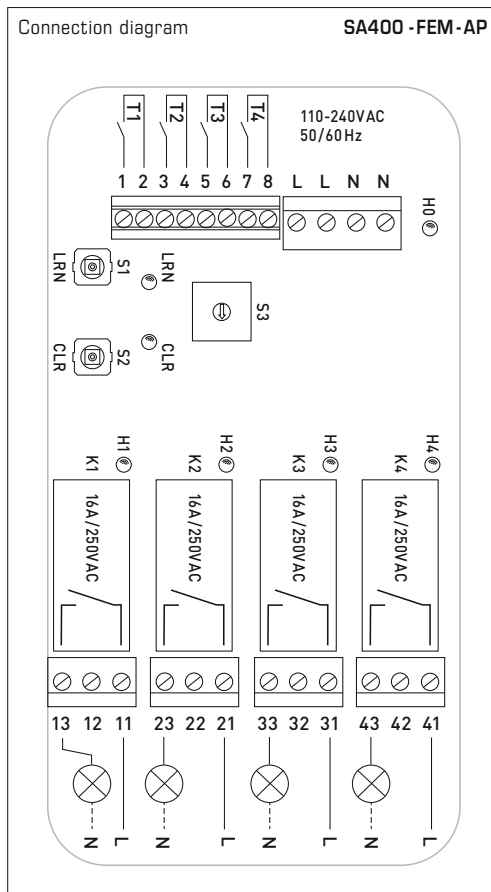 Connection diagram SA400 -FEM-AP
T1 T2 T3 T4
110-240VAC
50/60Hz
1 2 3 4 5 6 7 8 L L N N
H0
LRN S1 LRN
S3
CLR S2 CLR
H1 H2 H3 H4
K1 K2 K3 K4
16A/250VAC 16A/250VAC 16A/250VAC 16A/250VAC
13 12 11 23 22 21 33 32 31 43 42 41
N L N L N L N L